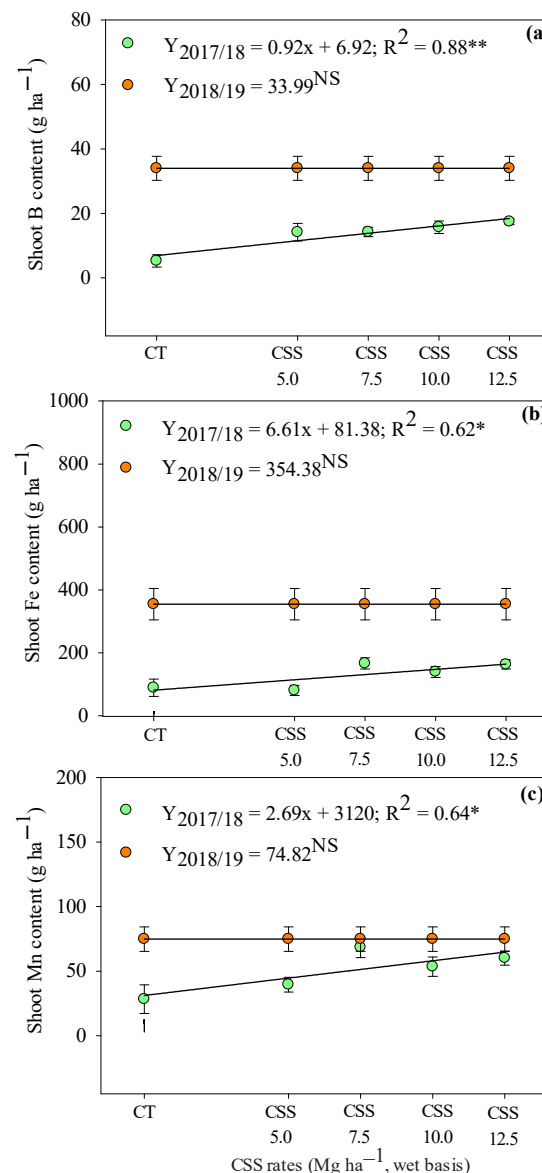 (a)
Y2017/18 = 0.92x + 6.92; R2 = 0.88**
Y2018/19 = 33.99NS
Shoot B content (g ha−1)
80
60
40
20
0
CT CSS CSS CSS CSS
5.0 7.5 10.0 12.5
(b)
Y2017/18 = 6.61x + 81.38; R2 = 0.62*
Y2018/19 = 354.38NS
Shoot Fe content (g ha−1)
1000
800
600
400
200
0
CT CSS CSS CSS CSS
5.0 7.5 10.0 12.5
(c)
Y2017/18 = 2.69x + 3120; R2 = 0.64*
Y2018/19 = 74.82NS
Shoot Mn content (g ha−1)
200
150
100
50
0
CT CSS CSS CSS CSS
5.0 7.5 10.0 12.5
CSS rates (Mg ha−1, wet basis)